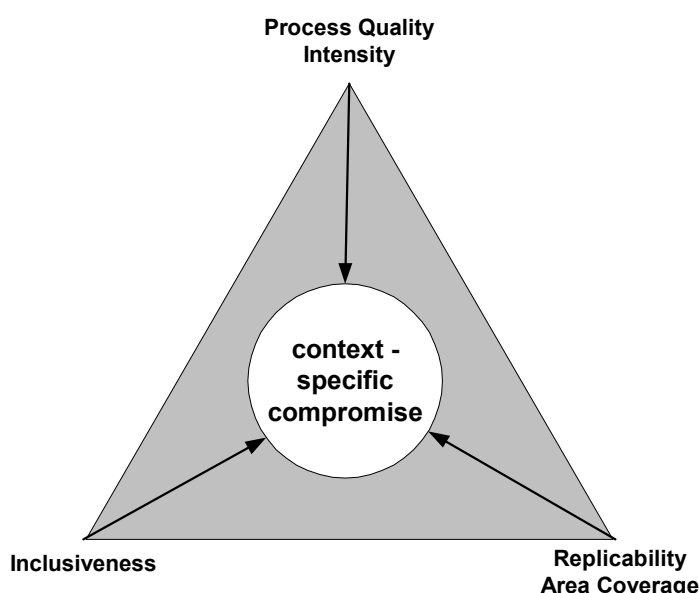 Process Quality
Intensity
context -
specific
compromise
Inclusiveness
Replicability
Area Coverage